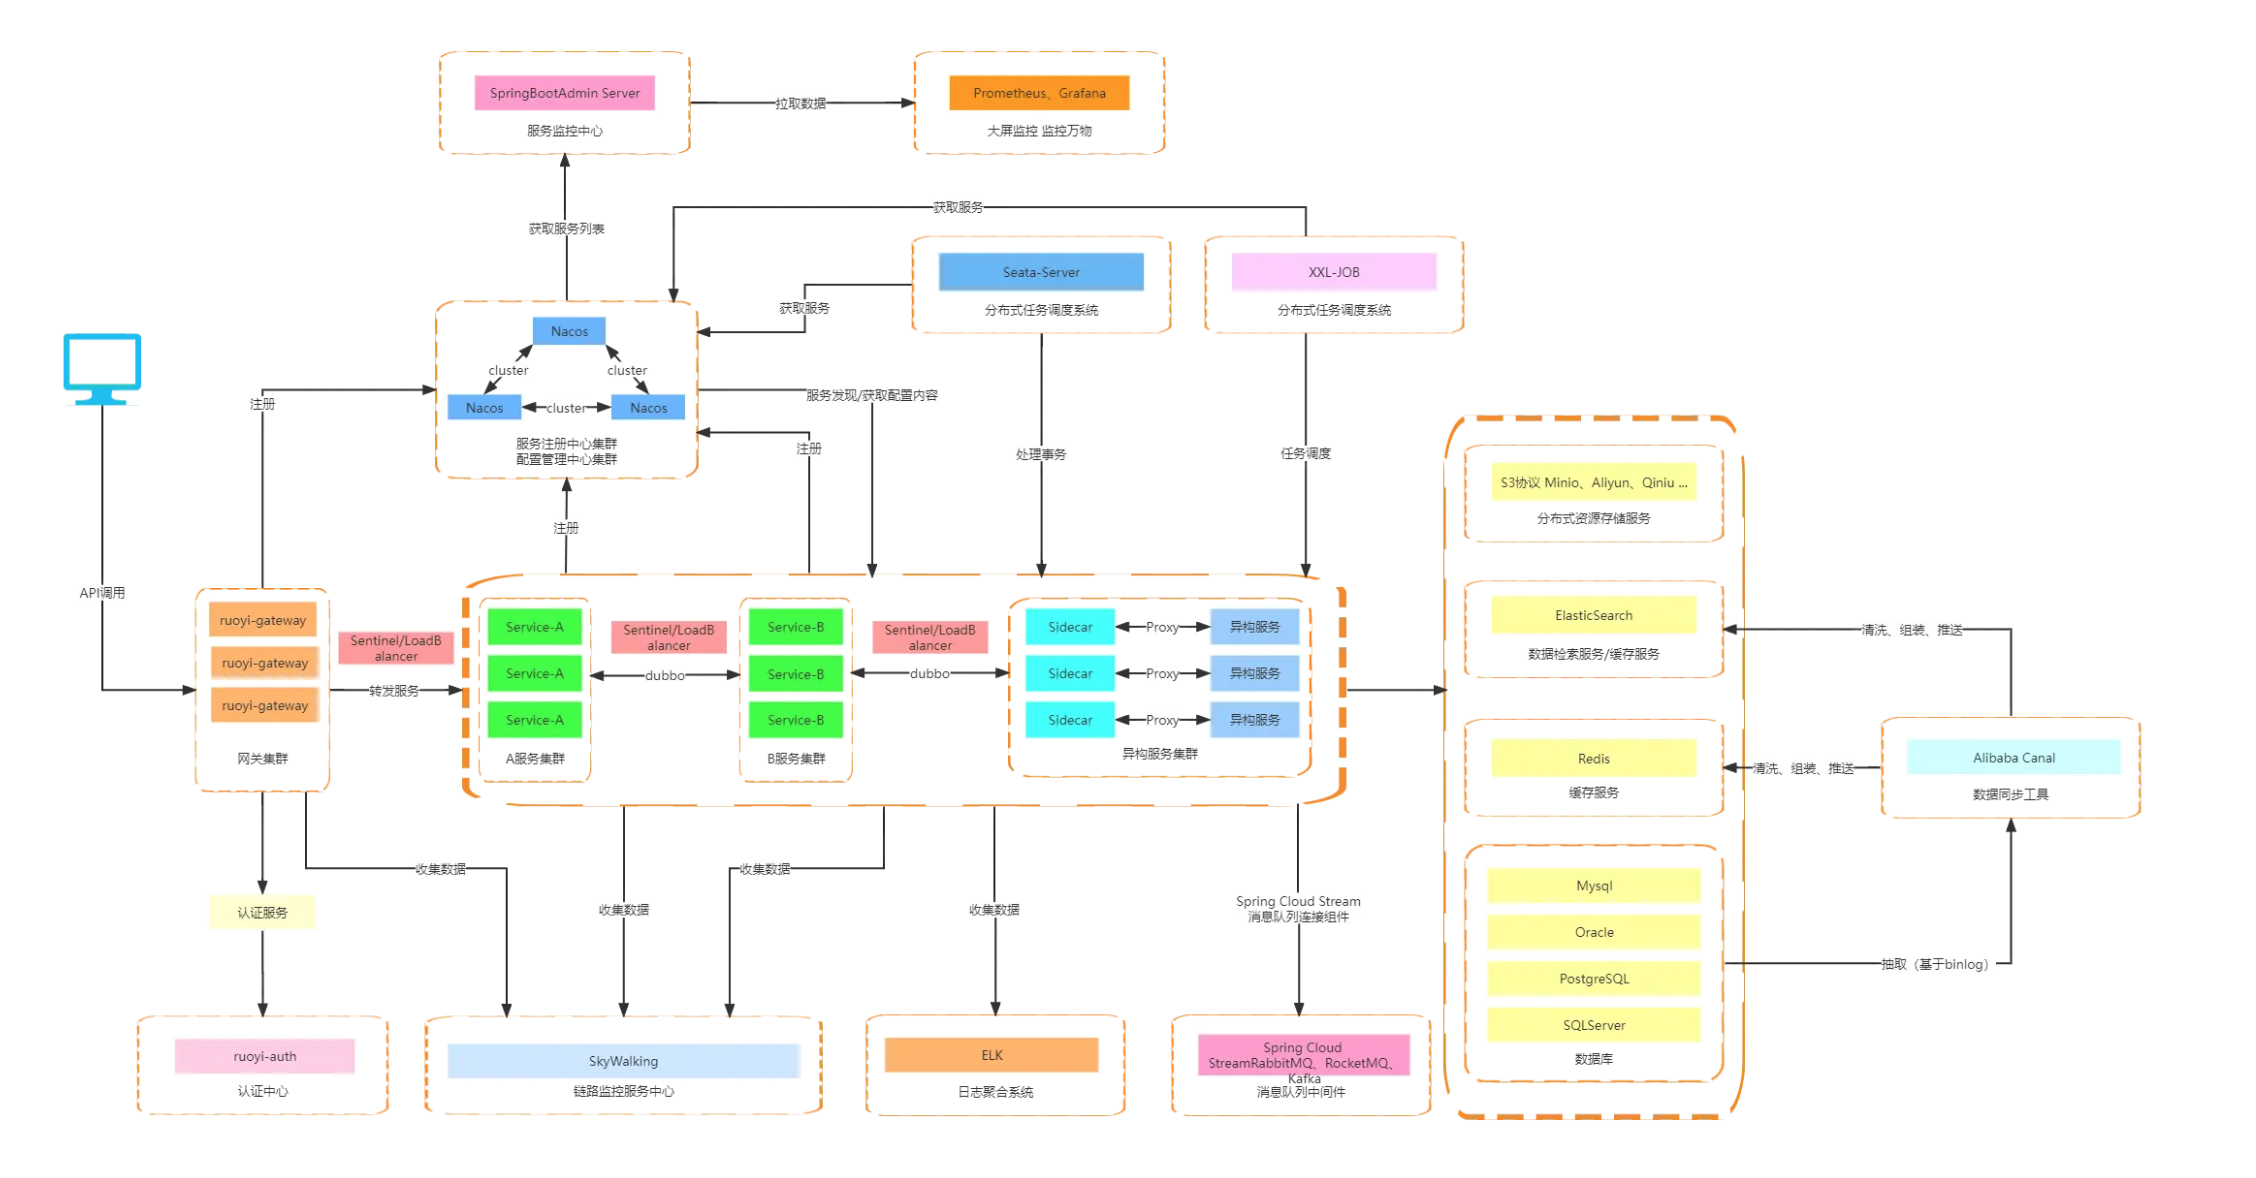 SpringBootAdmin Server
服务监控中心
拉取数据
Prometheus、Grafana
大屏监控 监控万物
获取服务列表
获取服务
Seata-Server
分布式任务调度系统
XXL-JOB
分布式任务调度系统
获取服务
Nacos
cluster
cluster
Nacos
cluster
Nacos
服务注册中心集群
配置管理中心集群
注册
服务发现/获取配置内容
注册
处理事务
任务调度
注册
API调用
ruoyi-gateway
ruoyi-gateway
ruoyi-gateway
网关集群
Sentinel/LoadB
alancer
转发服务
Service-A
Service-A
Service-A
A服务集群
Sentinel/LoadB
alancer
dubbo
Service-B
Service-B
Service-B
B服务集群
Sentinel/LoadB
alancer
dubbo
Sidecar
Proxy
异构服务
Sidecar
Proxy
异构服务
Sidecar
Proxy
异构服务
异构服务集群
S3协议 Minio、Aliyun、Qiniu ...
分布式资源存储服务
ElasticSearch
数据检索服务/缓存服务
清洗、组装、推送
Redis
缓存服务
清洗、组装、推送
Alibaba Canal
数据同步工具
Mysql
Oracle
PostgreSQL
SQLServer
数据库
抽取（基于binlog）
认证服务
收集数据
收集数据
收集数据
收集数据
Spring Cloud Stream
消息队列连接组件
ruoyi-auth
认证中心
SkyWalking
链路监控服务中心
ELK
日志聚合系统
Spring Cloud
StreamRabbitMQ、RocketMQ、
Kafka
消息队列中间件